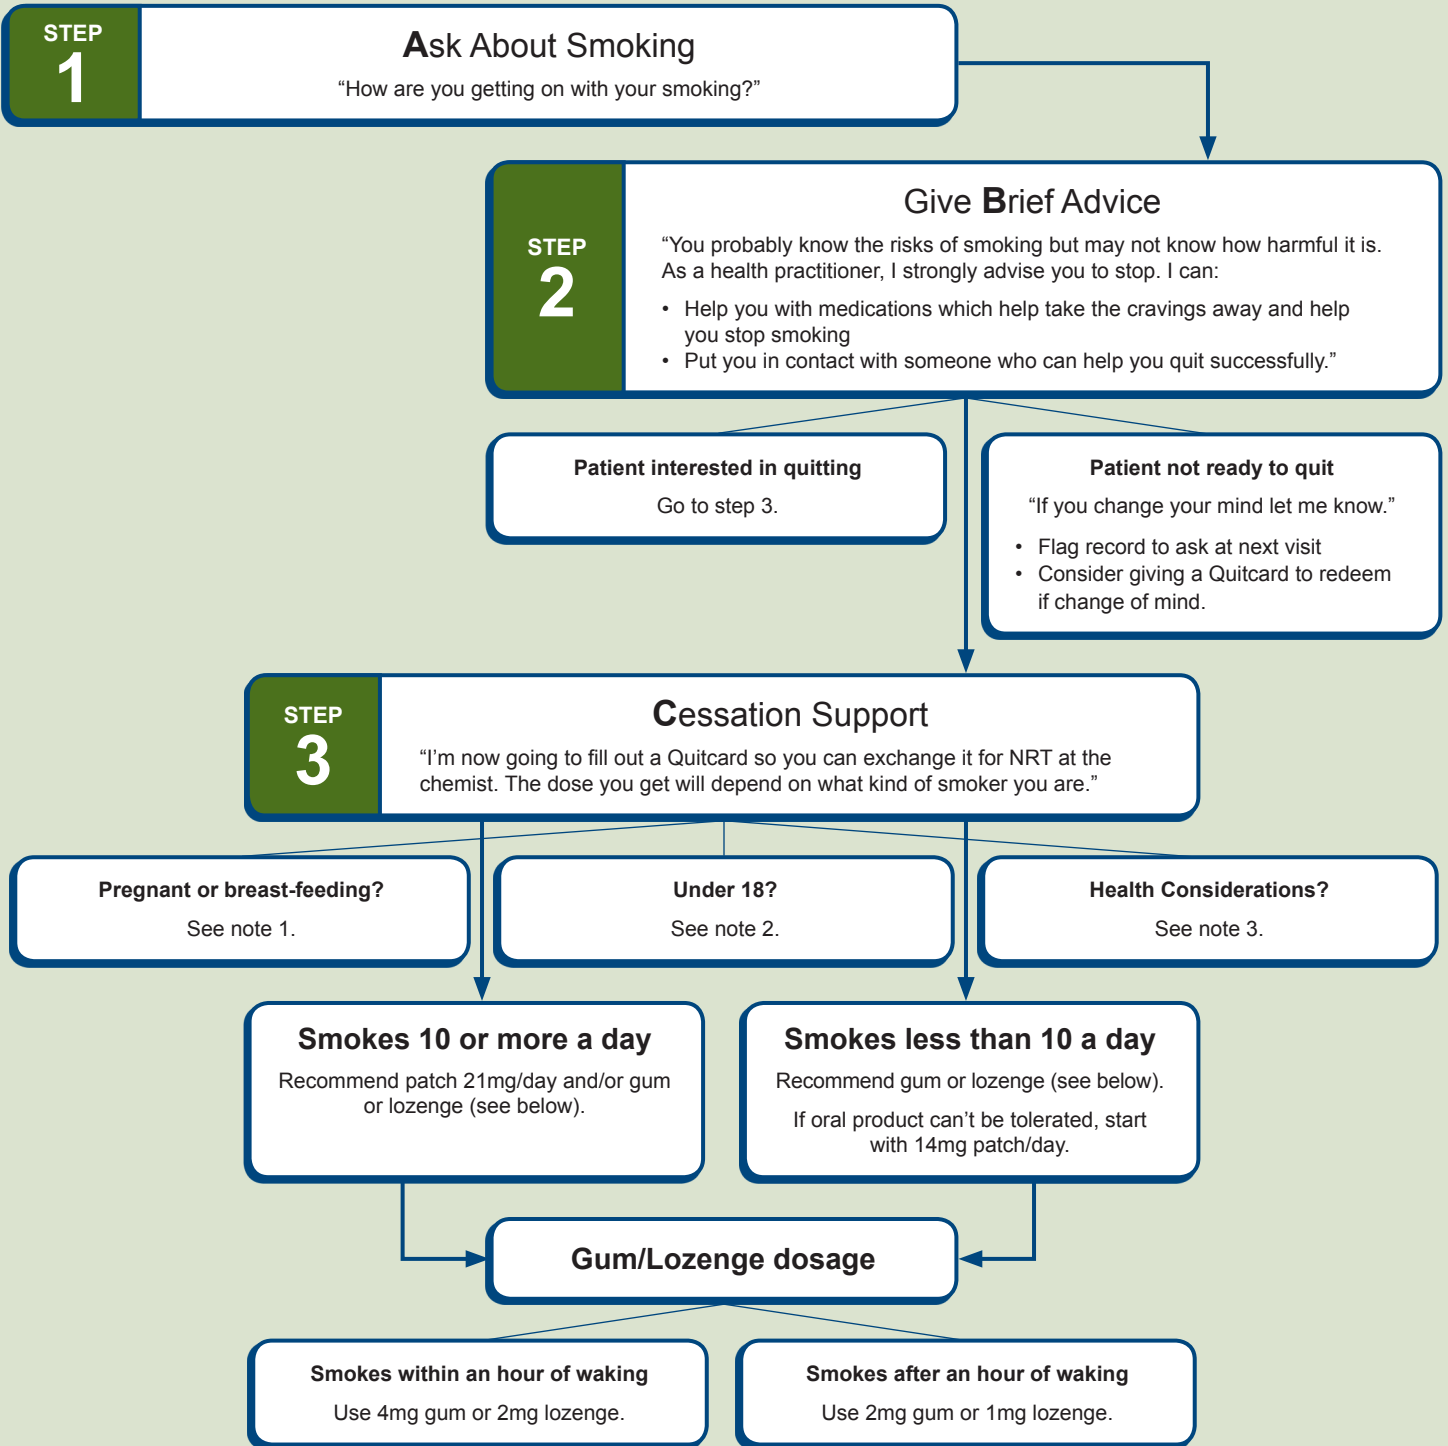 STEP
1
Ask About Smoking
“How are you getting on with your smoking?”
STEP
2
Give Brief Advice
“You probably know the risks of smoking but may not know how harmful it is.
As a health practitioner, I strongly advise you to stop. I can:
• Help you with medications which help take the cravings away and help
you stop smoking
• Put you in contact with someone who can help you quit successfully.”
Patient interested in quitting
Go to step 3.
Patient not ready to quit
“If you change your mind let me know.”
• Flag record to ask at next visit
• Consider giving a Quitcard to redeem
if change of mind.
STEP
3
Cessation Support
“I’m now going to fill out a Quitcard so you can exchange it for NRT at the
chemist. The dose you get will depend on what kind of smoker you are.”
Pregnant or breast-feeding?
See note 1.
Under 18?
See note 2.
Health Considerations?
See note 3.
Smokes 10 or more a day
Recommend patch 21mg/day and/or gum
or lozenge (see below).
Smokes less than 10 a day
Recommend gum or lozenge (see below).
If oral product can’t be tolerated, start
with 14mg patch/day.
Gum/Lozenge dosage
Smokes within an hour of waking
Use 4mg gum or 2mg lozenge.
Smokes after an hour of waking
Use 2mg gum or 1mg lozenge.